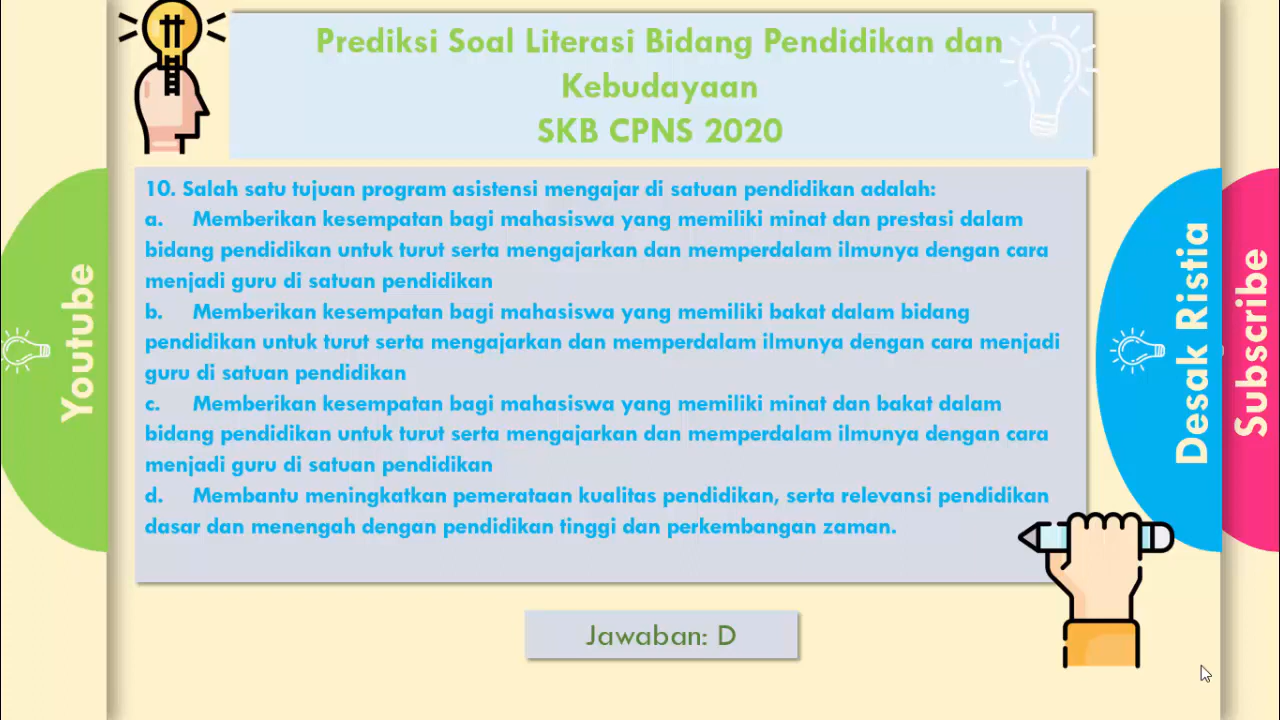 Prediksi Soal Literasi Bidang Pendidikan dan
Kebudayaan
SKB CPNS 2020
10. Salah satu tujuan program asistensi mengajar di satuan pendidikan adalah:
a. Memberikan kesempatan bagi mahasiswa yang memiliki minat dan prestasi dalam
bidang pendidikan untuk turut serta mengajarkan dan memperdalam ilmunya dengan cara
menjadi guru di satuan pendidikan
b. Memberikan kesempatan bagi mahasiswa yang memiliki bakat dalam bidang
pendidikan untuk turut serta mengajarkan dan memperdalam ilmunya dengan cara menjadi
guru di satuan pendidikan
c. Memberikan kesempatan bagi mahasiswa yang memiliki minat dan bakat dalam
bidang pendidikan untuk turut serta mengajarkan dan memperdalam ilmunya dengan cara
menjadi guru di satuan pendidikan
d. Membantu meningkatkan pemerataan kualitas pendidikan, serta relevansi pendidikan
dasar dan menengah dengan pendidikan tinggi dan perkembangan zaman.
Jawaban: D
Youtube
Desak Ristia
Subscribe